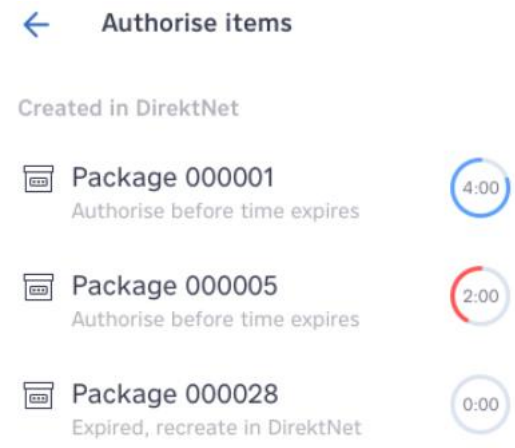 Authorise items
Created in DirektNet
Package 000001
4:00
Authorise before time expires
Package 000005
2:00
Authorise before time expires
Package 000028
0:00
Expired, recreate in DirektNet